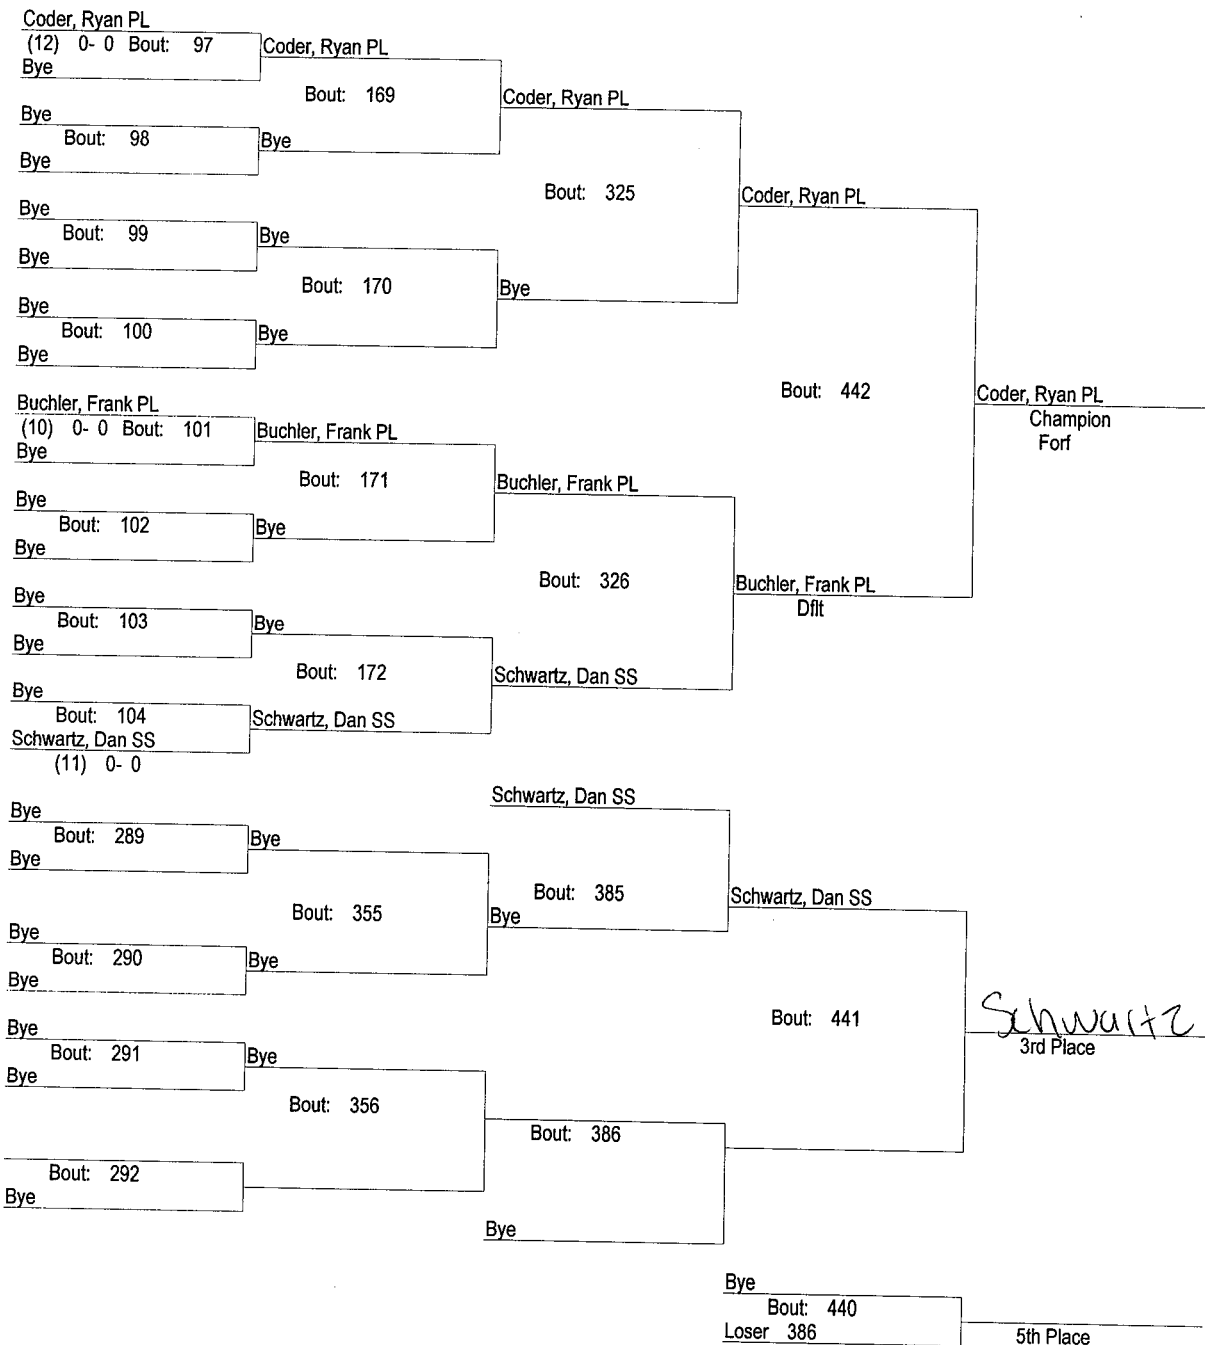 Coder, Ryan PL
(12) 0- 0 Bout: 97
Bye
Coder, Ryan PL
Bout: 169
Coder, Ryan PL
Bye
Bout: 98
Bye
Bye
Bout: 325
Coder, Ryan PL
Bye
Bout: 99
Bye
Bye
Bout: 170
Bye
Bye
Bout: 100
Bye
Bye
Bout: 442
Coder, Ryan PL
Champion
Forf
Buchler, Frank PL
(10) 0- 0 Bout: 101
Bye
Buchler, Frank PL
Bout: 171
Buchler, Frank PL
Bye
Bout: 102
Bye
Bye
Bout: 326
Buchler, Frank PL
Dflt
Bye
Bout: 103
Bye
Bye
Bout: 172
Schwartz, Dan SS
Bye
Bout: 104
Schwartz, Dan SS
Schwartz, Dan SS
(11) 0- 0
Schwartz, Dan SS
Bye
Bout: 289
Bye
Bye
Bout: 385
Schwartz, Dan SS
Bout: 355
Bye
Bye
Bout: 290
Bye
Bye
Bout: 441
Schwartz
3rd Place
Bye
Bout: 291
Bye
Bye
Bout: 356
Bout: 386
Bout: 292
Bye
Bye
Bye
Bout: 440
Loser 386
5th Place